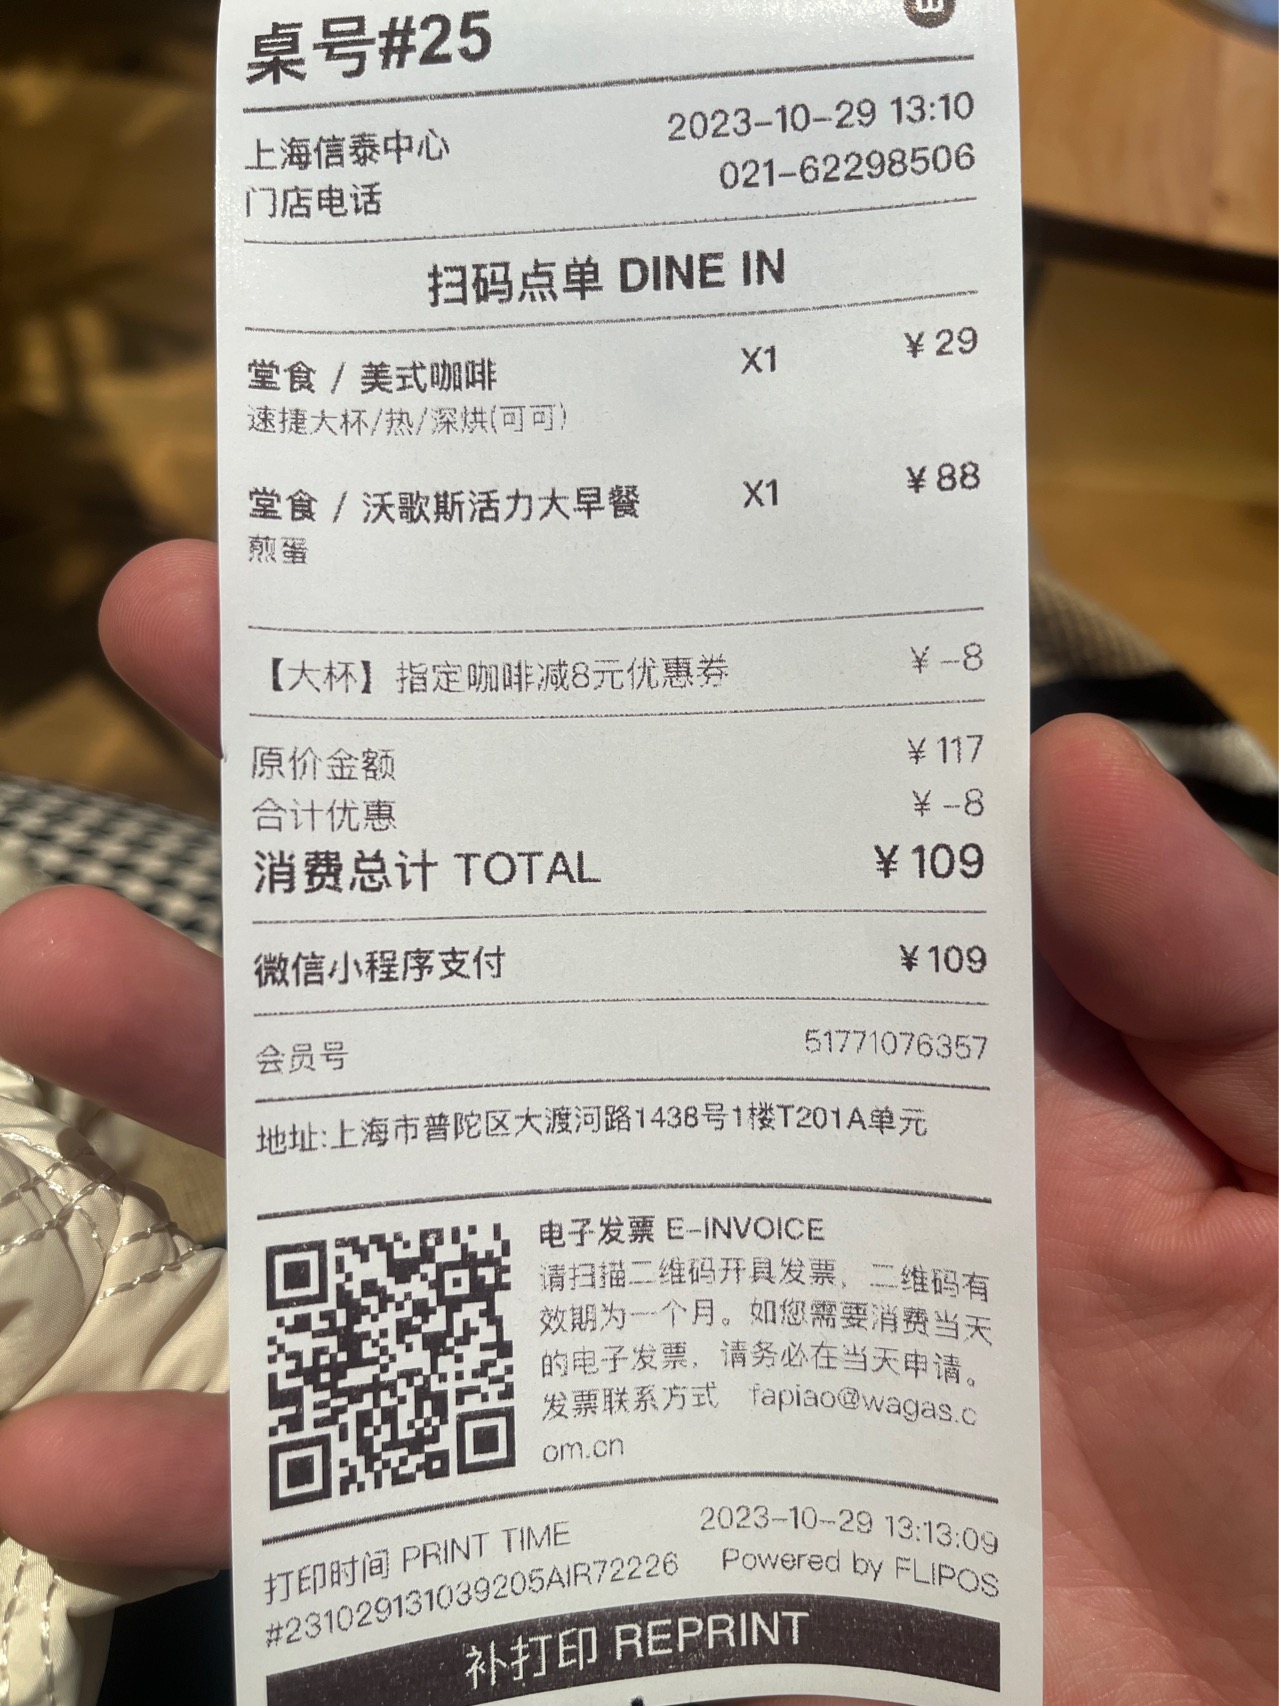 桌号#25
上海信泰中心 2023-10-29 13:10
门店电话 021-62298506
扫码点单 DINE IN
堂食 / 美式咖啡 X1 ¥29
速捷大杯/热/深烘(可可)
堂食 / 沃歌斯活力大早餐 X1 ¥88
煎蛋
【大杯】指定咖啡减8元优惠券 ¥-8
原价金额 ¥117
合计优惠 ¥-8
消费总计 TOTAL ¥109
微信小程序支付 ¥109
会员号 51771076357
地址:上海市普陀区大渡河路1438号1楼T201A单元
电子发票 E-INVOICE
请扫描二维码开具发票，二维码有
效期为一个月。如您需要消费当天
的电子发票，请务必在当天申请。
发票联系方式 fapiao@wagas.c
om.cn
打印时间 PRINT TIME 2023-10-29 13:13:09
#231029131039205AIR72226 Powered by FLIPOS
补打印 REPRINT